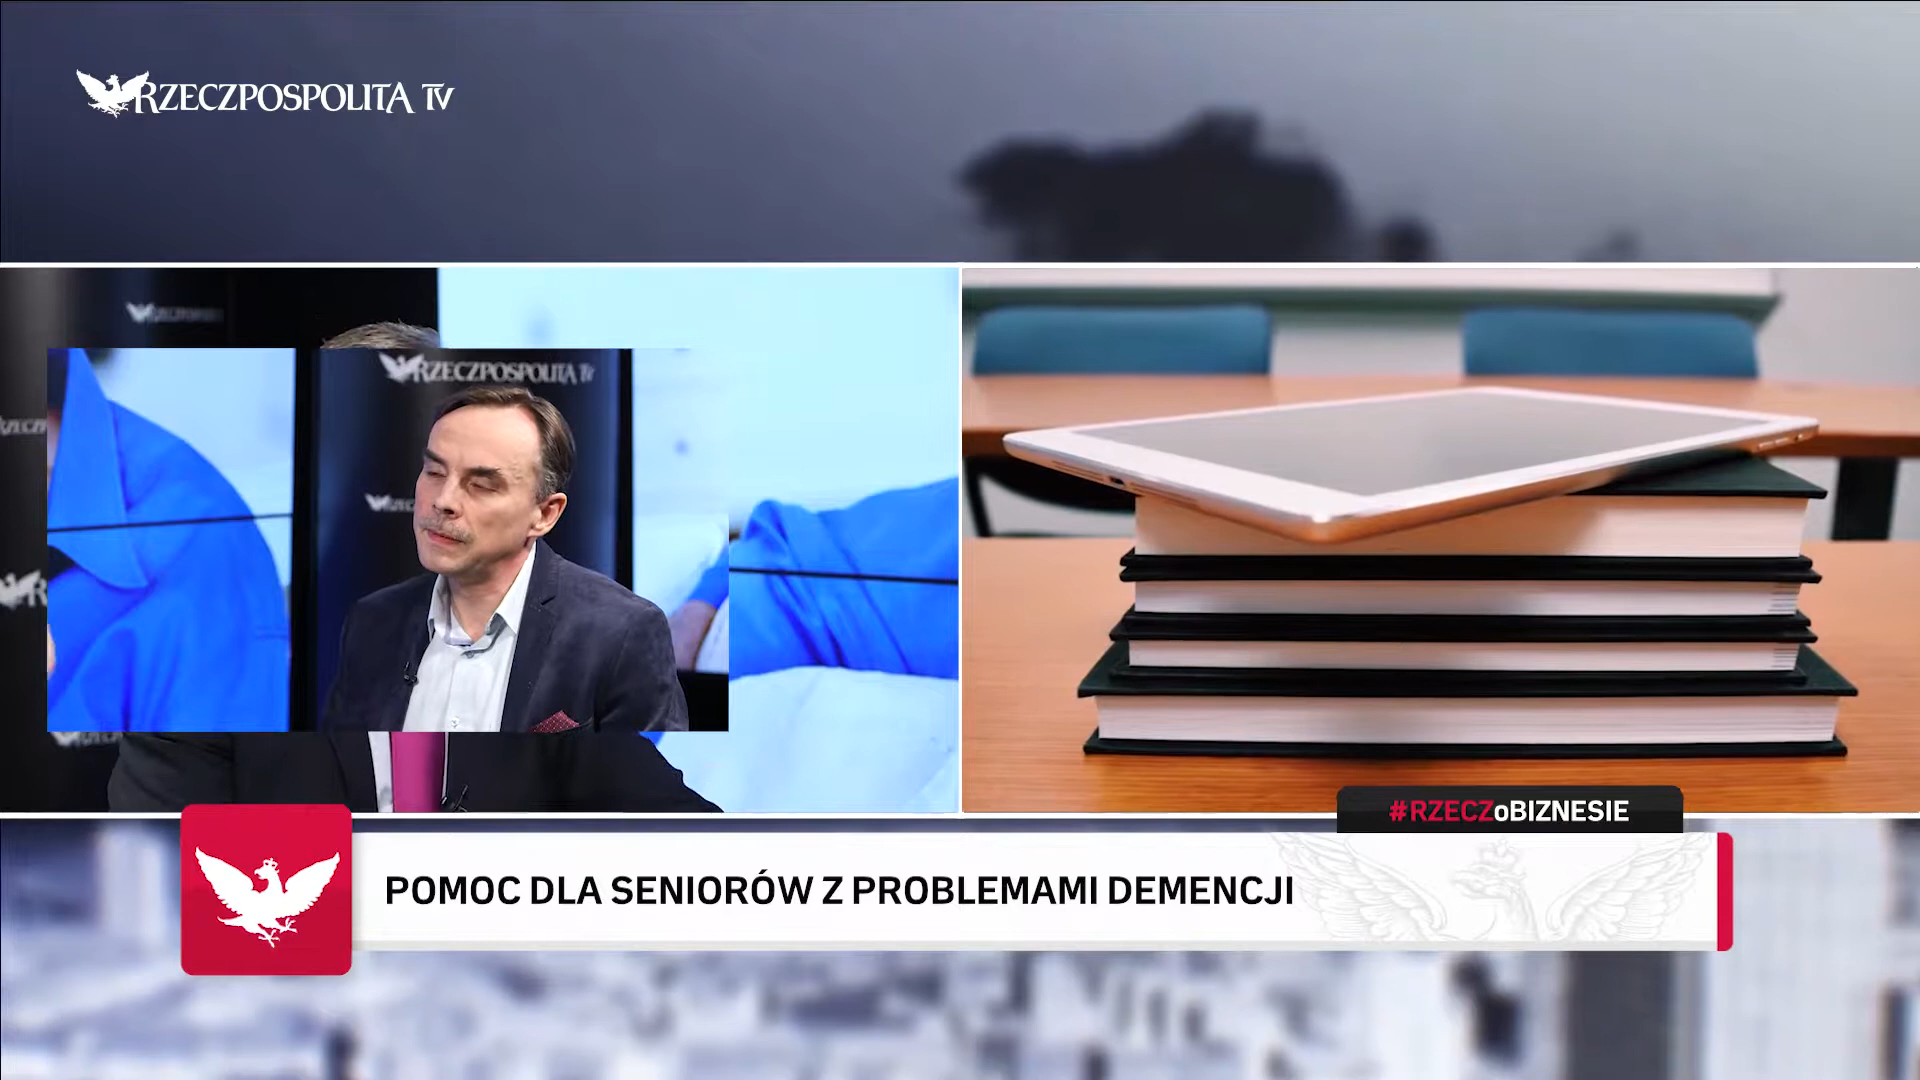 RZECZPOSPOLITA TV
RZECZPOSPOLITA TV
#RZECZoBIZNESIE
POMOC DLA SENIORÓW Z PROBLEMAMI DEMENCJI